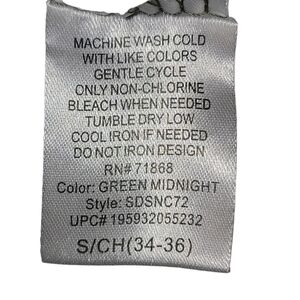 MACHINE WASH COLD
WITH LIKE COLORS
GENTLE CYCLE
ONLY NON-CHLORINE
BLEACH WHEN NEEDED
TUMBLE DRY LOW
COOL IRON IF NEEDED
DO NOT IRON DESIGN
RN# 71868
Color: GREEN MIDNIGHT
Style: SDSNC72
UPC# 195932055232
S/CH(34-36)